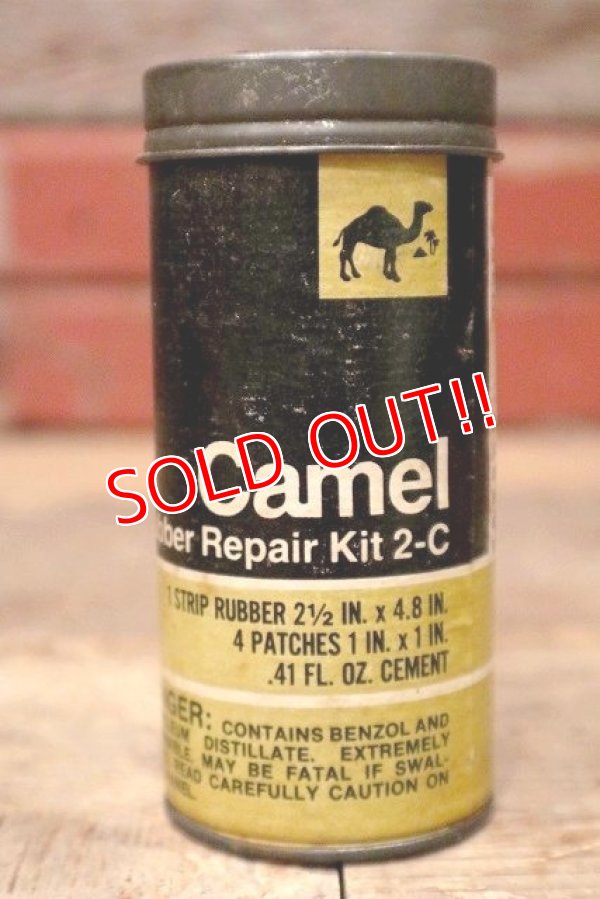 SOLD OUT!!
Camel
Repair Kit 2-C
1 STRIP RUBBER 2½ IN. x 4.8 IN.
4 PATCHES 1 IN. x 1 IN.
.41 FL. OZ. CEMENT
CONTAINS BENZOL AND
DISTILLATE. EXTREMELY
MAY BE FATAL IF SWAL-
READ CAREFULLY CAUTION ON